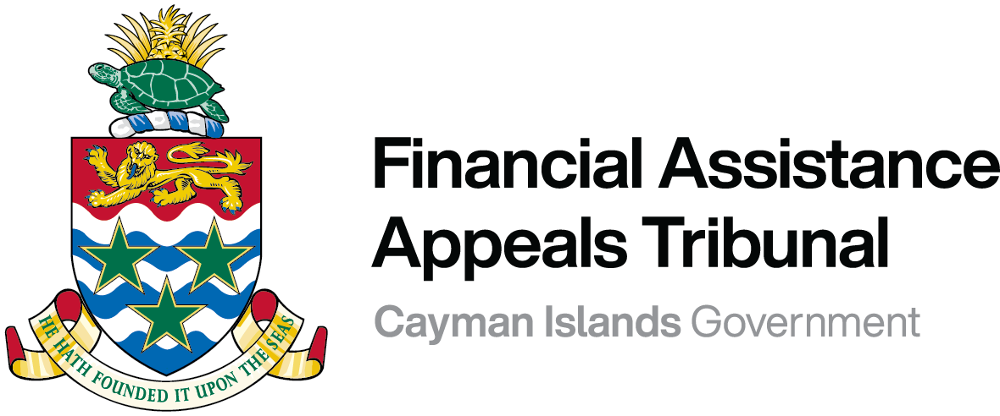 HE HATH FOUNDED IT UPON THE SEAS
Financial Assistance
Appeals Tribunal
Cayman Islands Government